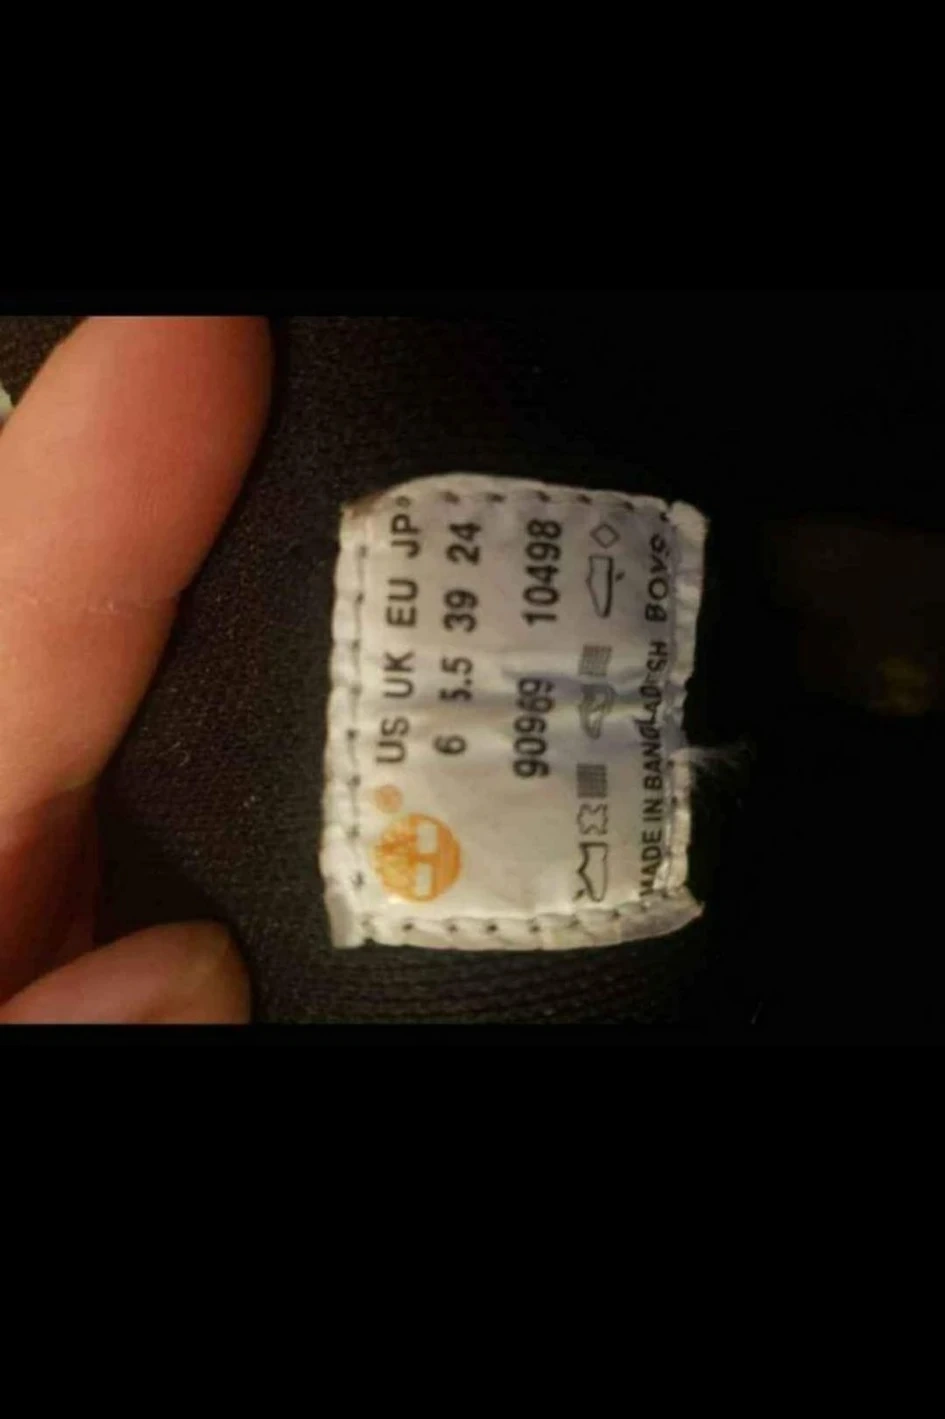 US UK EU JP
6 5.5 39 24
90969 10498
MADE IN BANGLADESH BOYS